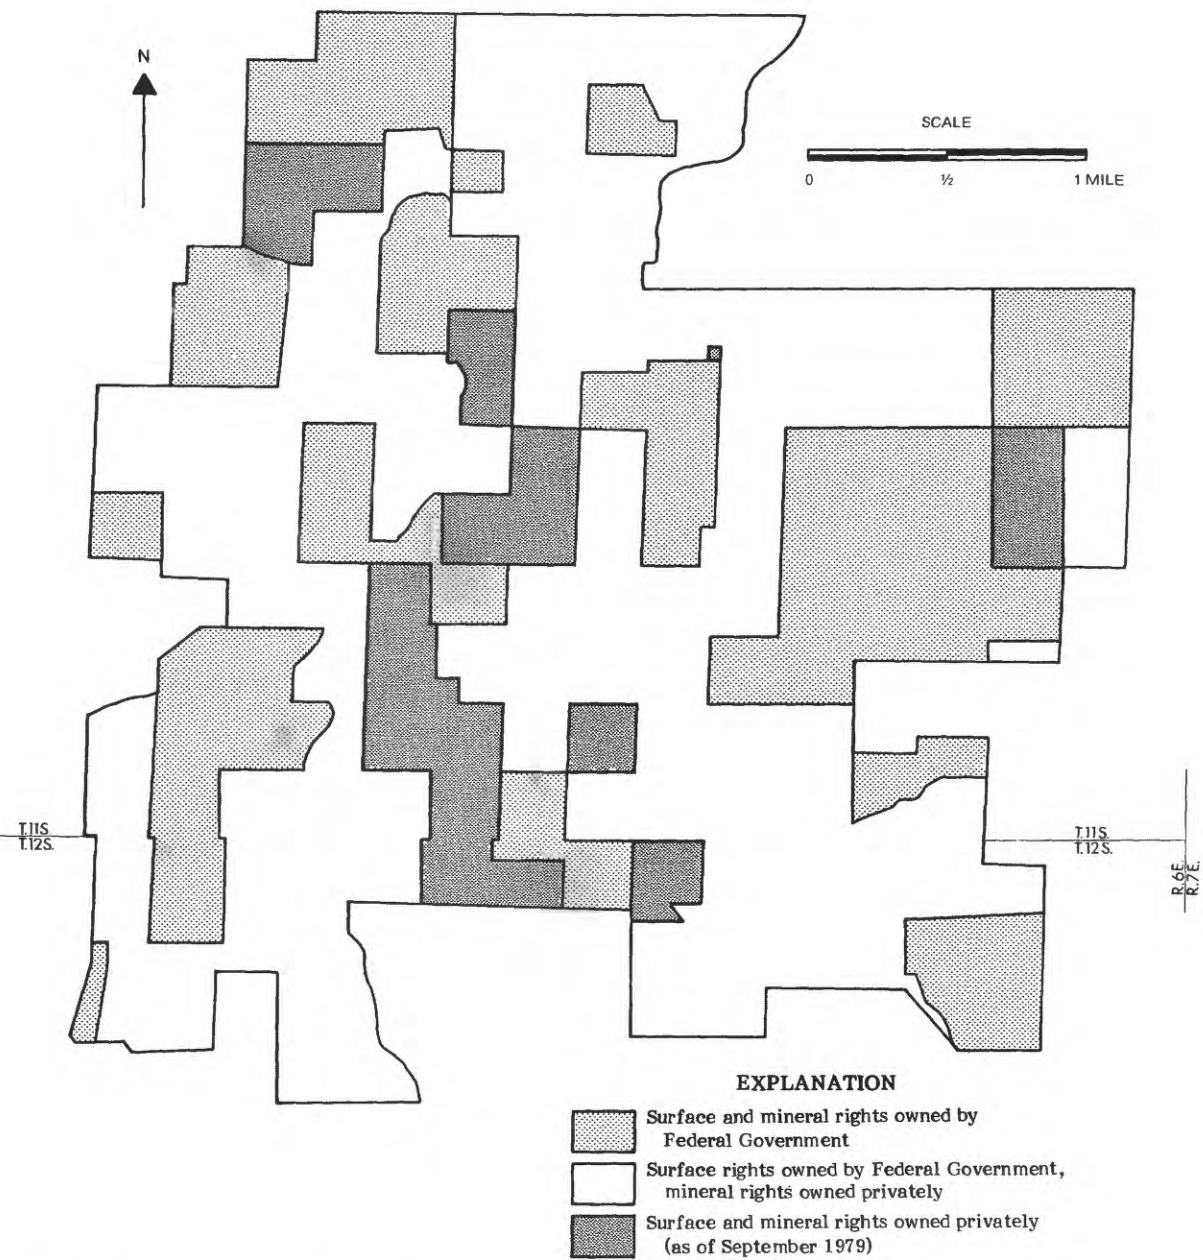 N
SCALE
0 ½ 1 MILE
T.11S.
T.12S.
T.11S.
T.12S.
R.6E.
R.7E.
EXPLANATION
Surface and mineral rights owned by
Federal Government
Surface rights owned by Federal Government,
mineral rights owned privately
Surface and mineral rights owned privately
(as of September 1979)